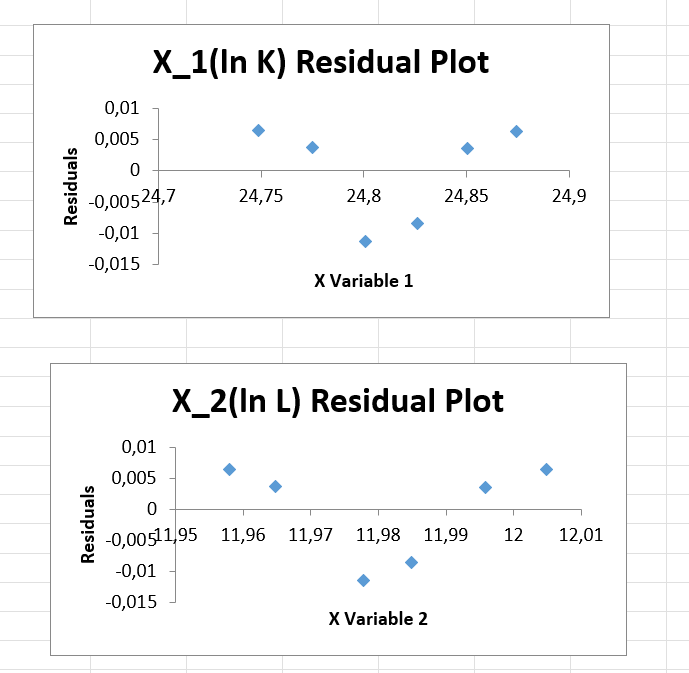 X_1(ln K) Residual Plot
0,01
0,005
0
-0,005
-0,01
-0,015
24,7 24,75 24,8 24,85 24,9
Residuals
X Variable 1
X_2(ln L) Residual Plot
0,01
0,005
0
-0,005
-0,01
-0,015
11,95 11,96 11,97 11,98 11,99 12 12,01
Residuals
X Variable 2